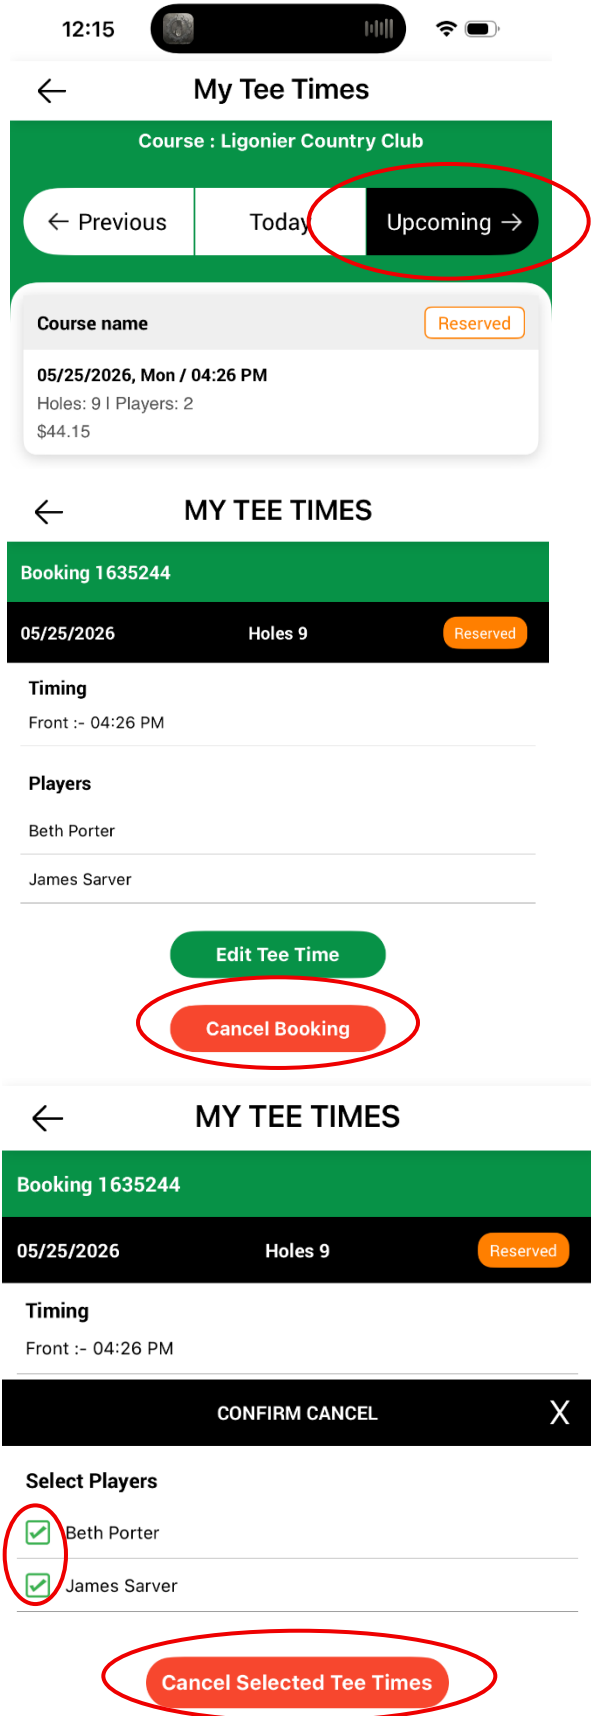 12:15
My Tee Times
Course : Ligonier Country Club
← Previous Today Upcoming →
Course name Reserved
05/25/2026, Mon / 04:26 PM
Holes: 9 | Players: 2
$44.15
MY TEE TIMES
Booking 1635244
05/25/2026 Holes 9 Reserved
Timing
Front :- 04:26 PM
Players
Beth Porter
James Sarver
Edit Tee Time
Cancel Booking
MY TEE TIMES
Booking 1635244
05/25/2026 Holes 9 Reserved
Timing
Front :- 04:26 PM
CONFIRM CANCEL X
Select Players
Beth Porter
James Sarver
Cancel Selected Tee Times